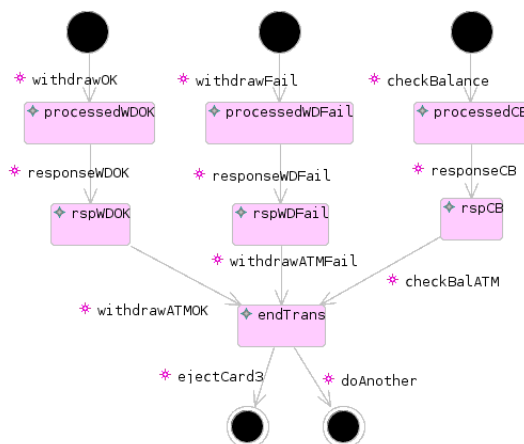 withdrawOK
withdrawFail
checkBalance
processedWDOK
processedWDFail
processedCB
responseWDOK
responseWDFail
responseCB
rspWDOK
rspWDFail
rspCB
withdrawATMFail
checkBalATM
withdrawATMOK
endTrans
ejectCard3
doAnother